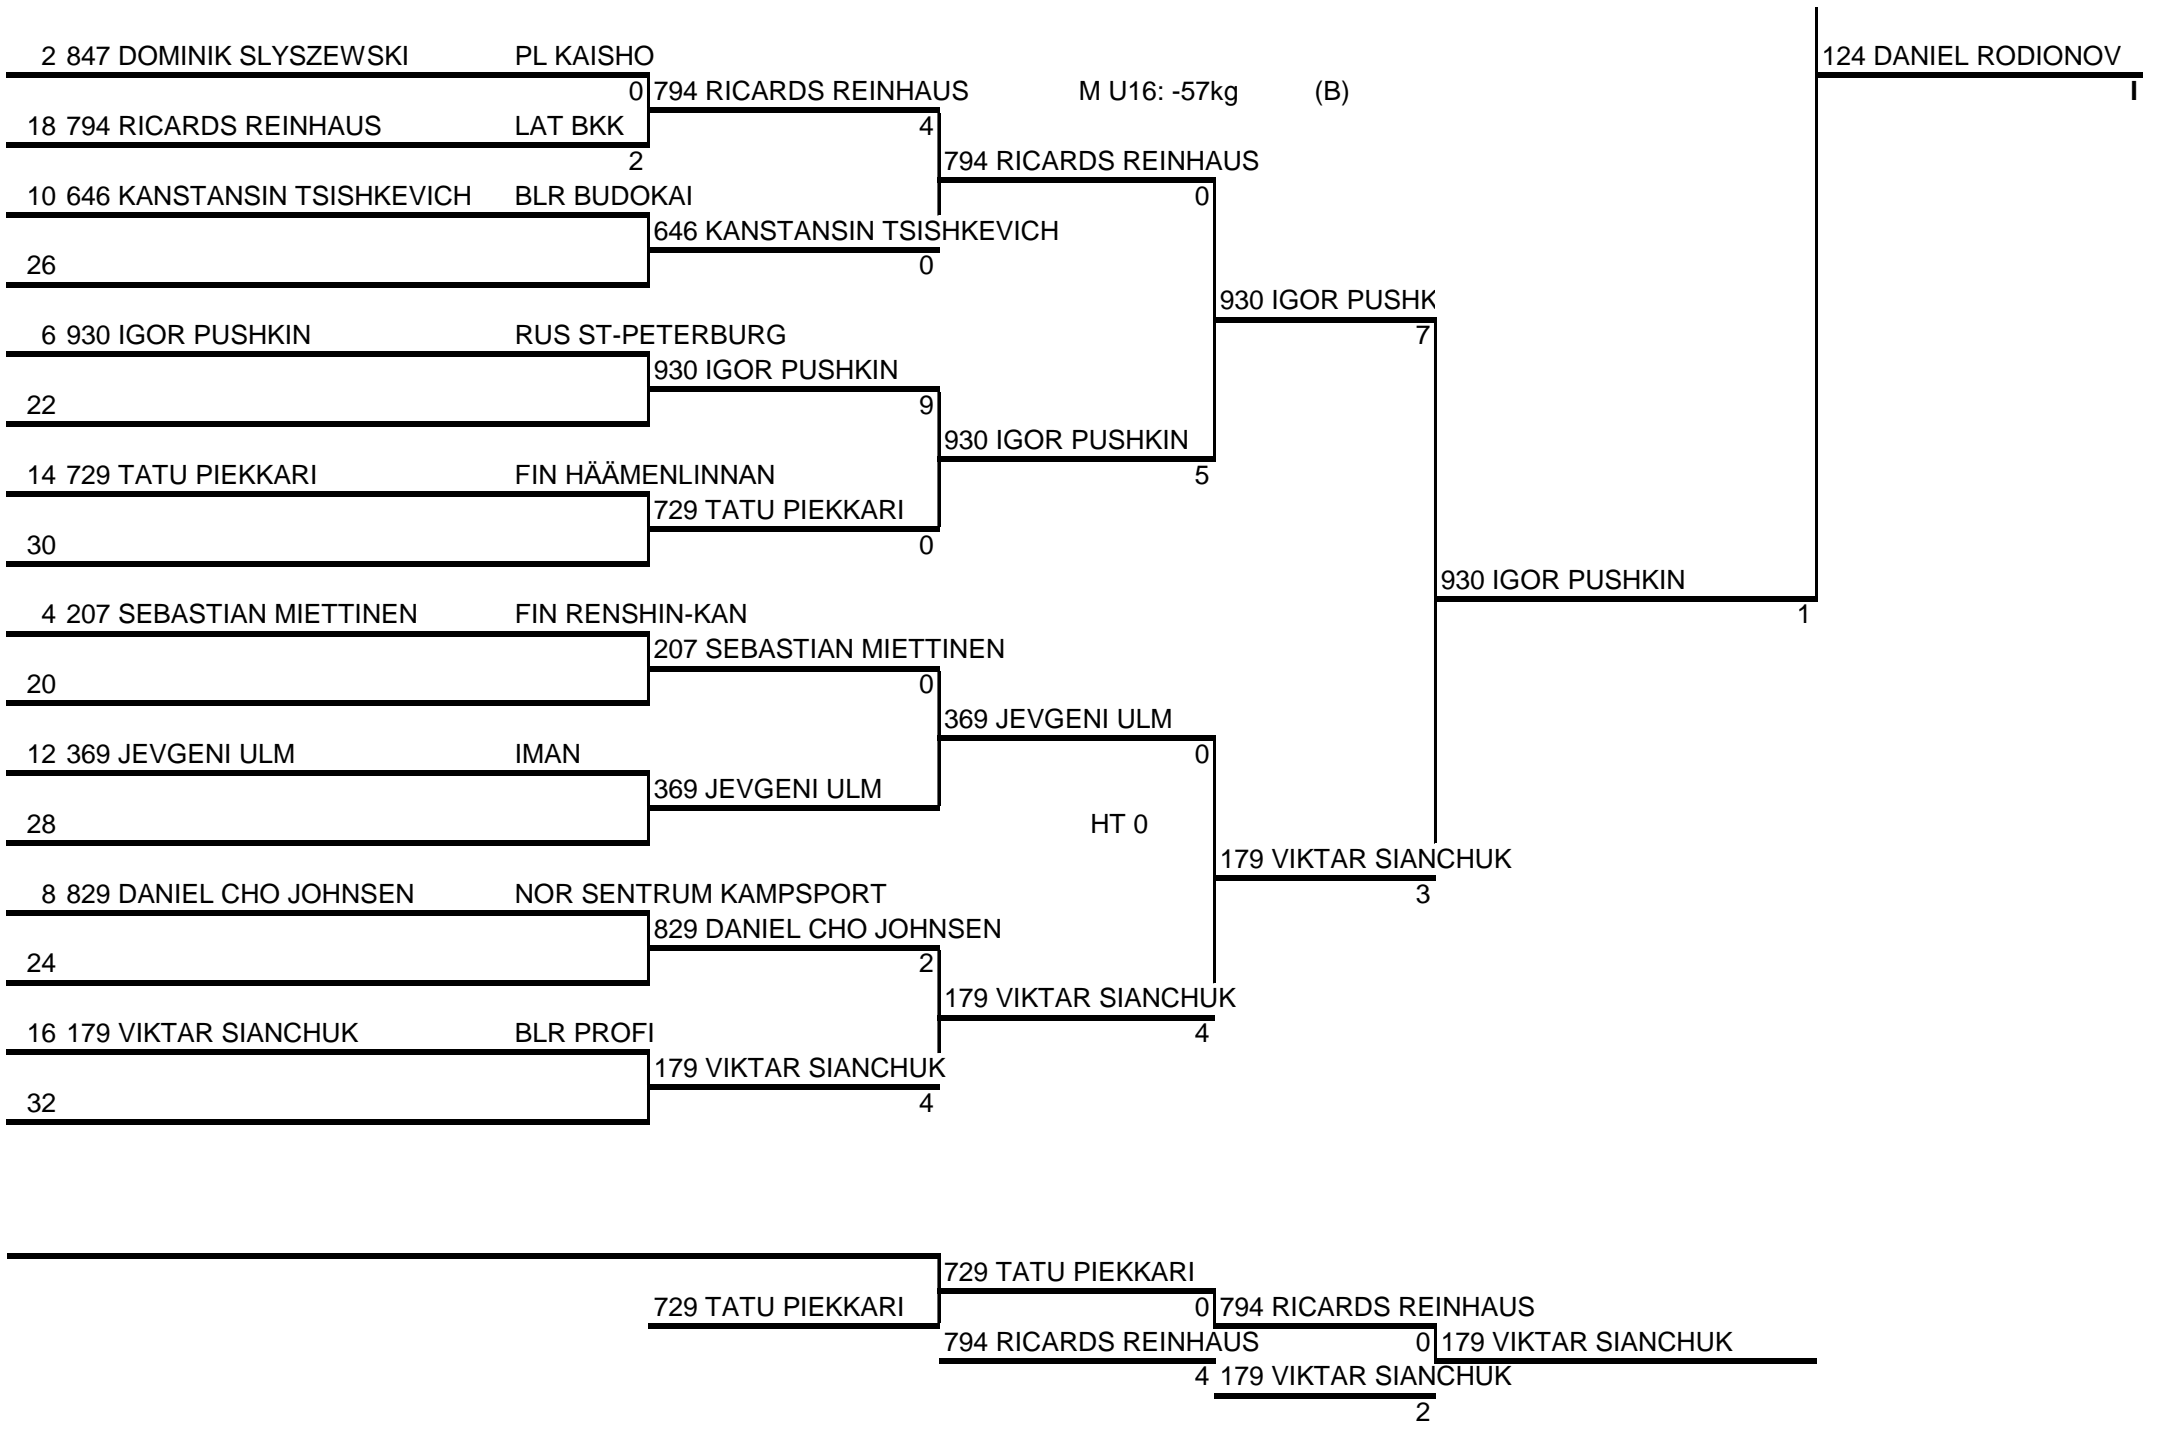 2 847 DOMINIK SLYSZEWSKI PL KAISHO 124 DANIEL RODIONOV
0 794 RICARDS REINHAUS M U16: -57kg (B) I
18 794 RICARDS REINHAUS LAT BKK 4
2 794 RICARDS REINHAUS
10 646 KANSTANSIN TSISHKEVICH BLR BUDOKAI 0
646 KANSTANSIN TSISHKEVICH
26 0
930 IGOR PUSHK
6 930 IGOR PUSHKIN RUS ST-PETERBURG 7
930 IGOR PUSHKIN
22 9
930 IGOR PUSHKIN
14 729 TATU PIEKKARI FIN HÄÄMENLINNAN 5
729 TATU PIEKKARI
30 0
930 IGOR PUSHKIN
4 207 SEBASTIAN MIETTINEN FIN RENSHIN-KAN 1
207 SEBASTIAN MIETTINEN
20 0
369 JEVGENI ULM
12 369 JEVGENI ULM IMAN 0
369 JEVGENI ULM
28 HT 0
179 VIKTAR SIANCHUK
8 829 DANIEL CHO JOHNSEN NOR SENTRUM KAMPSPORT 3
829 DANIEL CHO JOHNSEN
24 2
179 VIKTAR SIANCHUK
16 179 VIKTAR SIANCHUK BLR PROFI 4
179 VIKTAR SIANCHUK
32 4
729 TATU PIEKKARI
729 TATU PIEKKARI 0 794 RICARDS REINHAUS
794 RICARDS REINHAUS 0 179 VIKTAR SIANCHUK
4 179 VIKTAR SIANCHUK
2